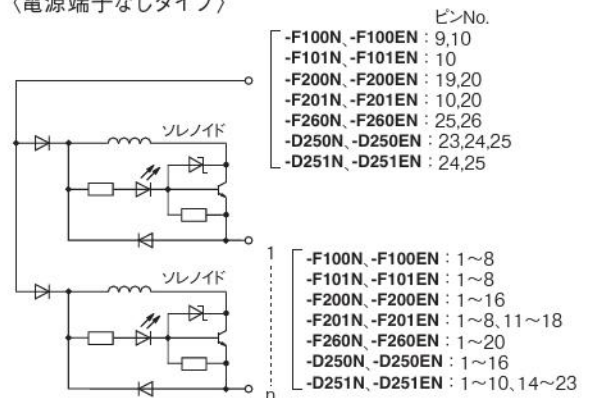 〈電源端子なしタイプ〉
ピンNo.
-F100N、-F100EN：9,10
-F101N、-F101EN：10
-F200N、-F200EN：19,20
-F201N、-F201EN：10,20
-F260N、-F260EN：25,26
-D250N、-D250EN：23,24,25
-D251N、-D251EN：24,25
ソレノイド
1
-F100N、-F100EN：1～8
-F101N、-F101EN：1～8
-F200N、-F200EN：1～16
-F201N、-F201EN：1～8、11～18
-F260N、-F260EN：1～20
-D250N、-D250EN：1～16
-D251N、-D251EN：1～10、14～23
ソレノイド
n